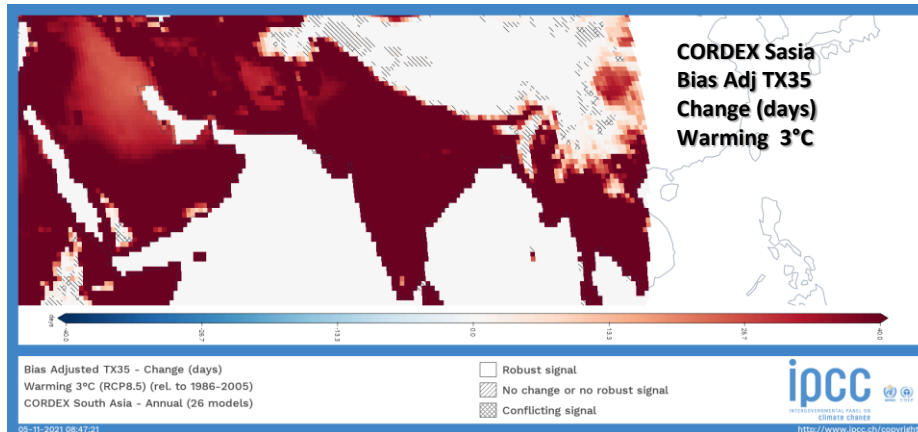 CORDEX Sasia
Bias Adj TX35
Change (days)
Warming 3°C
days
-40.0
-26.7
-13.3
0.0
13.3
26.7
40.0
Bias Adjusted TX35 - Change (days)
Warming 3°C (RCP8.5) (rel. to 1986-2005)
CORDEX South Asia - Annual (26 models)
Robust signal
No change or no robust signal
Conflicting signal
ipcc
INTERGOVERNMENTAL PANEL ON
climate change
05-11-2021 08:47:21
http://www.ipcc.ch/copyright